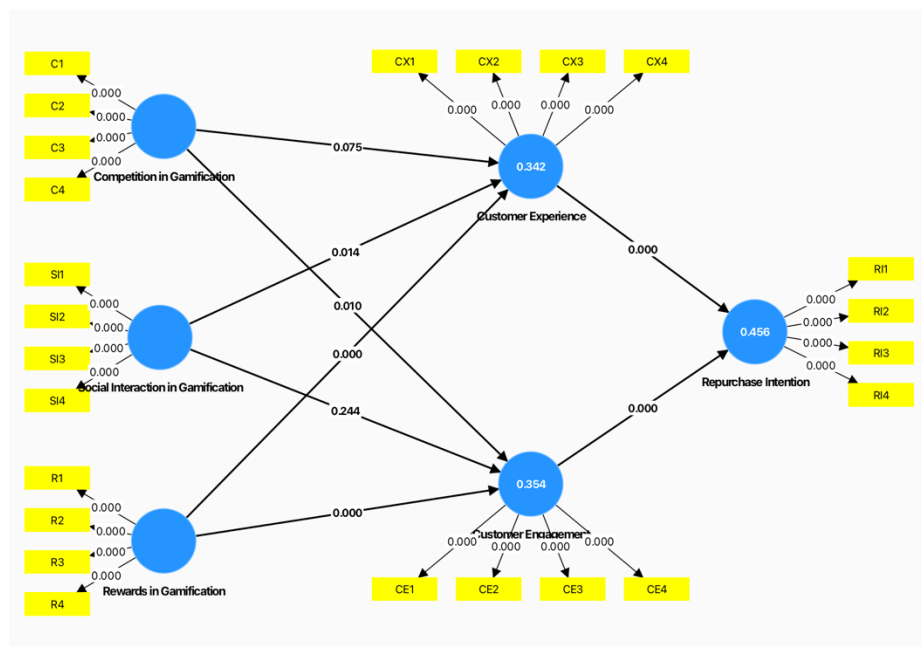 C1
C2
C3
C4
0.000
0.000
0.000
0.000
Competition in Gamification
SI1
SI2
SI3
SI4
0.000
0.000
0.000
0.000
Social Interaction in Gamification
R1
R2
R3
R4
0.000
0.000
0.000
0.000
Rewards in Gamification
0.075
0.014
0.010
0.000
0.244
0.000
CX1
CX2
CX3
CX4
0.000
0.000
0.000
0.000
0.342
Customer Experience
0.354
Customer Engagement
0.000
0.000
0.000
0.000
CE1
CE2
CE3
CE4
0.000
0.000
0.456
Repurchase Intention
0.000
0.000
0.000
0.000
RI1
RI2
RI3
RI4